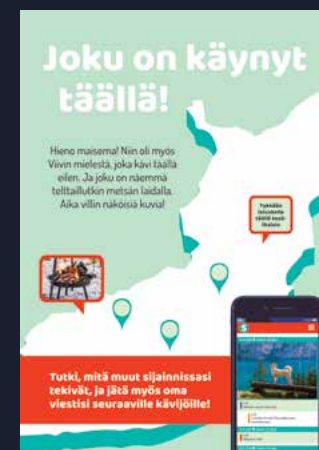 Joku on käynyt
täällä!
Hieno maisema! Niin oli myös
Viivin mielestä, joka kävi täällä
eilen. Ja joku on näemmä
telttaillutkin metsän laidalla.
Aika villin näköisiä kuvia!
Tykkään
täällä
Tutki, mitä muut sijainnissasi
tekivät, ja jätä myös oma
viestisi seuraaville kävijöille!
S